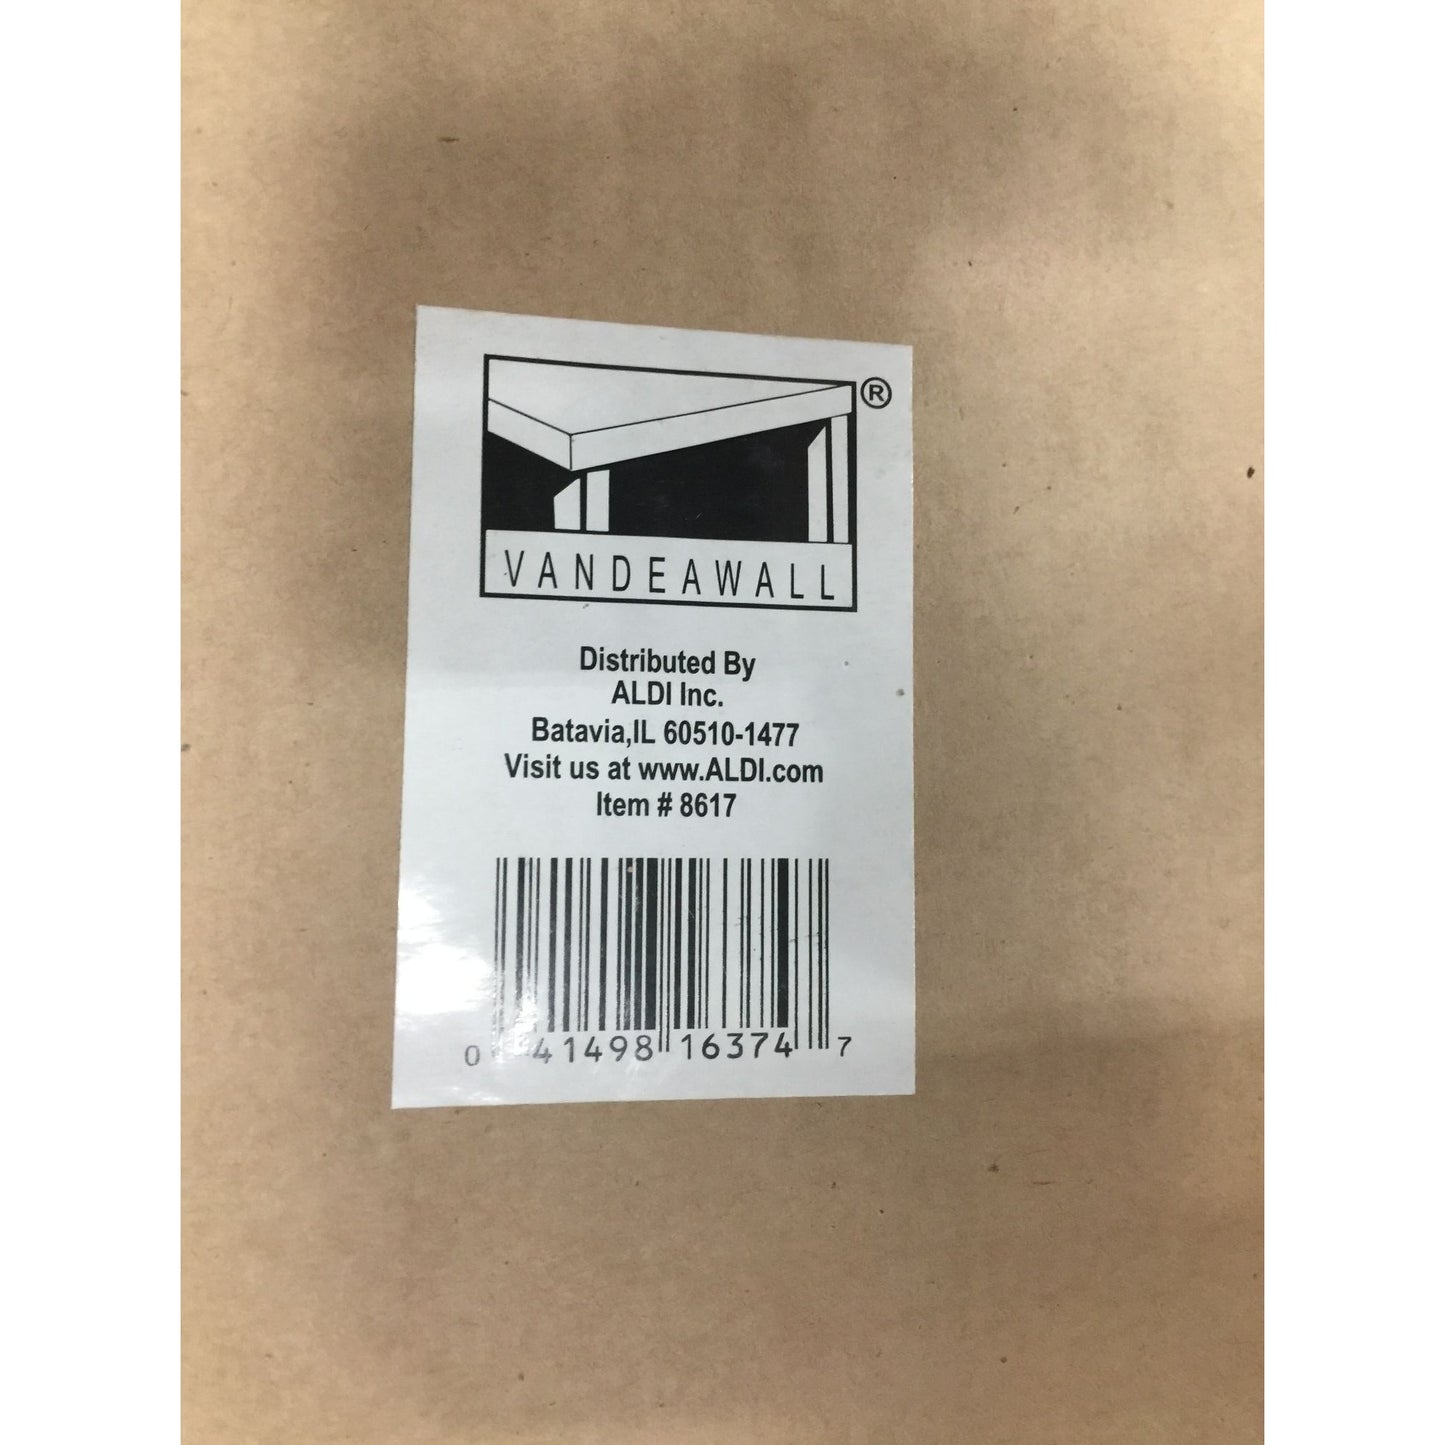 ®
VANDEAWALL
Distributed By
ALDI Inc.
Batavia,IL 60510-1477
Visit us at www.ALDI.com
Item # 8617
0 41498 16374 7